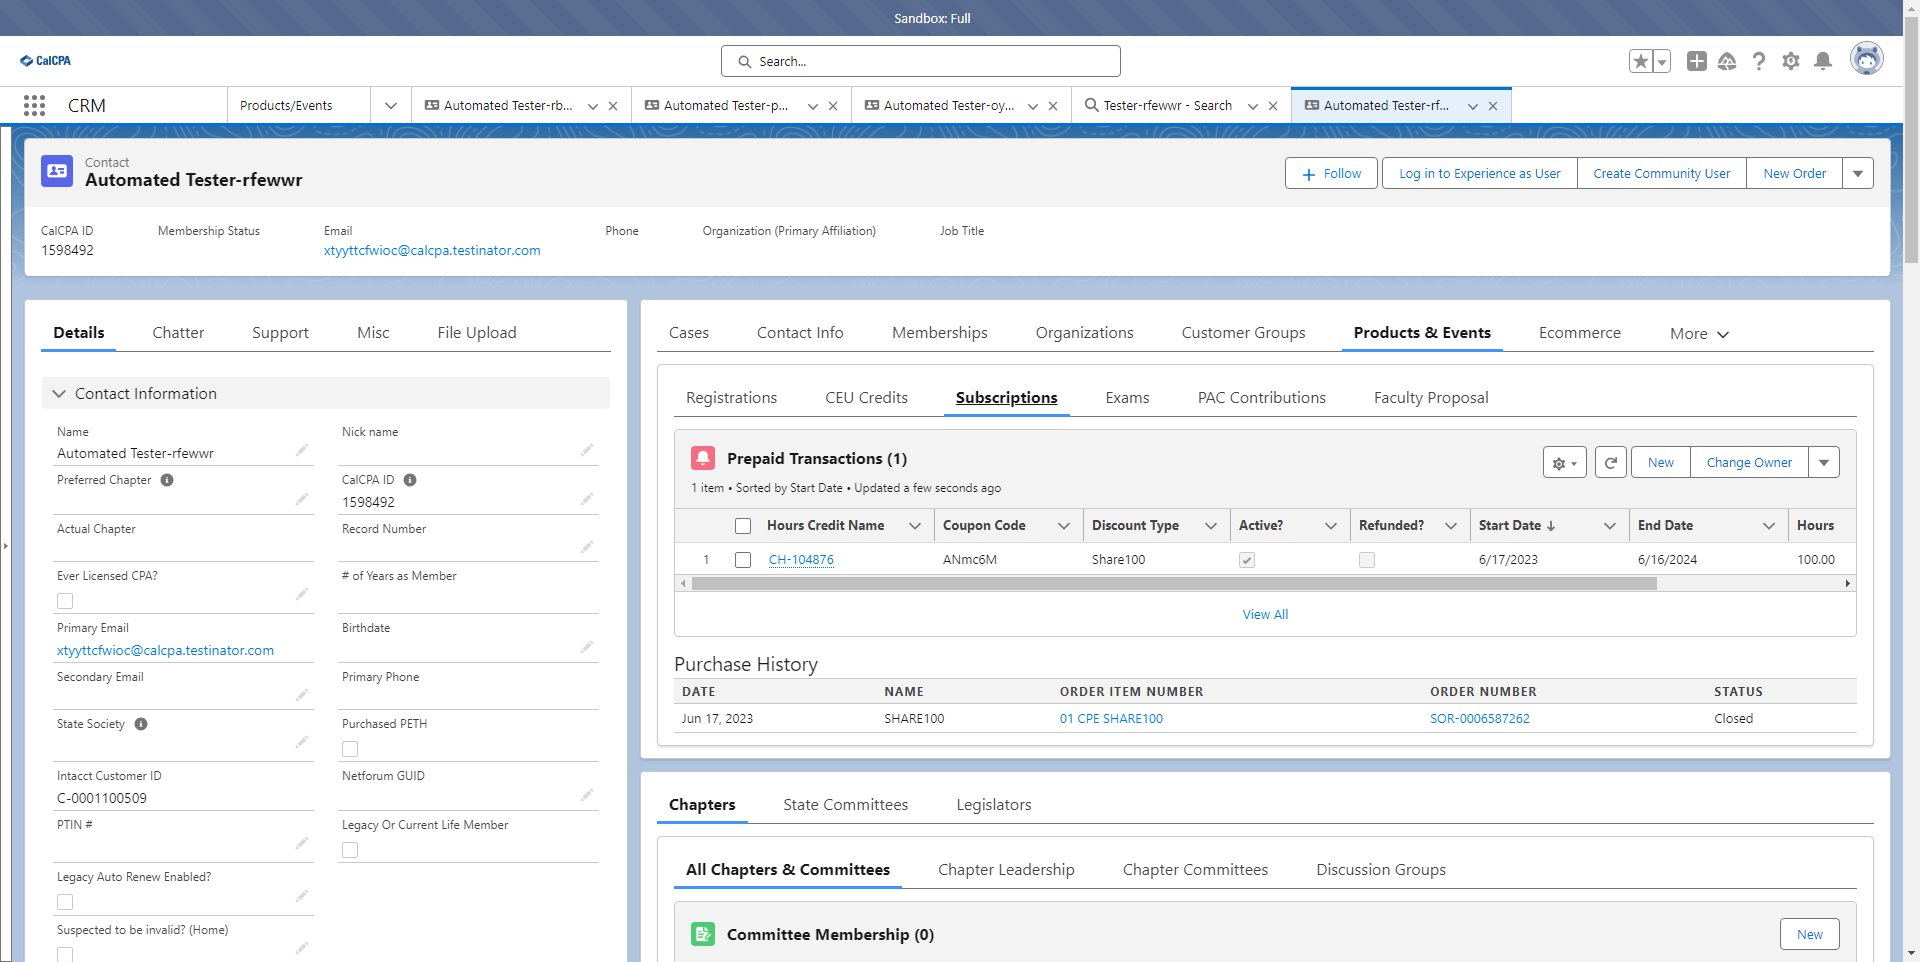 Sandbox: Full
CalCPA
Search...
CRM
Products/Events
Automated Tester-rb...
Automated Tester-p...
Automated Tester-oy...
Tester-rfewwr - Search
Automated Tester-rf...
Contact
Automated Tester-rfewwr
Follow
Log in to Experience as User
Create Community User
New Order
CalCPA ID
Membership Status
Email
Phone
Organization (Primary Affiliation)
Job Title
1598492
xtyyttcfwioc@calcpa.testinator.com
Details
Chatter
Support
Misc
File Upload
Contact Information
Name
Nick name
Automated Tester-rfewwr
Preferred Chapter
CalCPA ID
1598492
Actual Chapter
Record Number
Ever Licensed CPA?
# of Years as Member
Primary Email
Birthdate
xtyyttcfwioc@calcpa.testinator.com
Secondary Email
Primary Phone
State Society
Purchased PETH
Intacct Customer ID
Netforum GUID
C-0001100509
PTIN #
Legacy Or Current Life Member
Legacy Auto Renew Enabled?
Suspected to be invalid? (Home)
Cases
Contact Info
Memberships
Organizations
Customer Groups
Products & Events
Ecommerce
More
Registrations
CEU Credits
Subscriptions
Exams
PAC Contributions
Faculty Proposal
Prepaid Transactions (1)
New
Change Owner
1 item • Sorted by Start Date • Updated a few seconds ago
Hours Credit Name
Coupon Code
Discount Type
Active?
Refunded?
Start Date
End Date
Hours
1
CH-104876
ANmc6M
Share100
6/17/2023
6/16/2024
100.00
View All
Purchase History
DATE
NAME
ORDER ITEM NUMBER
ORDER NUMBER
STATUS
Jun 17, 2023
SHARE100
01 CPE SHARE100
SOR-0006587262
Closed
Chapters
State Committees
Legislators
All Chapters & Committees
Chapter Leadership
Chapter Committees
Discussion Groups
Committee Membership (0)
New